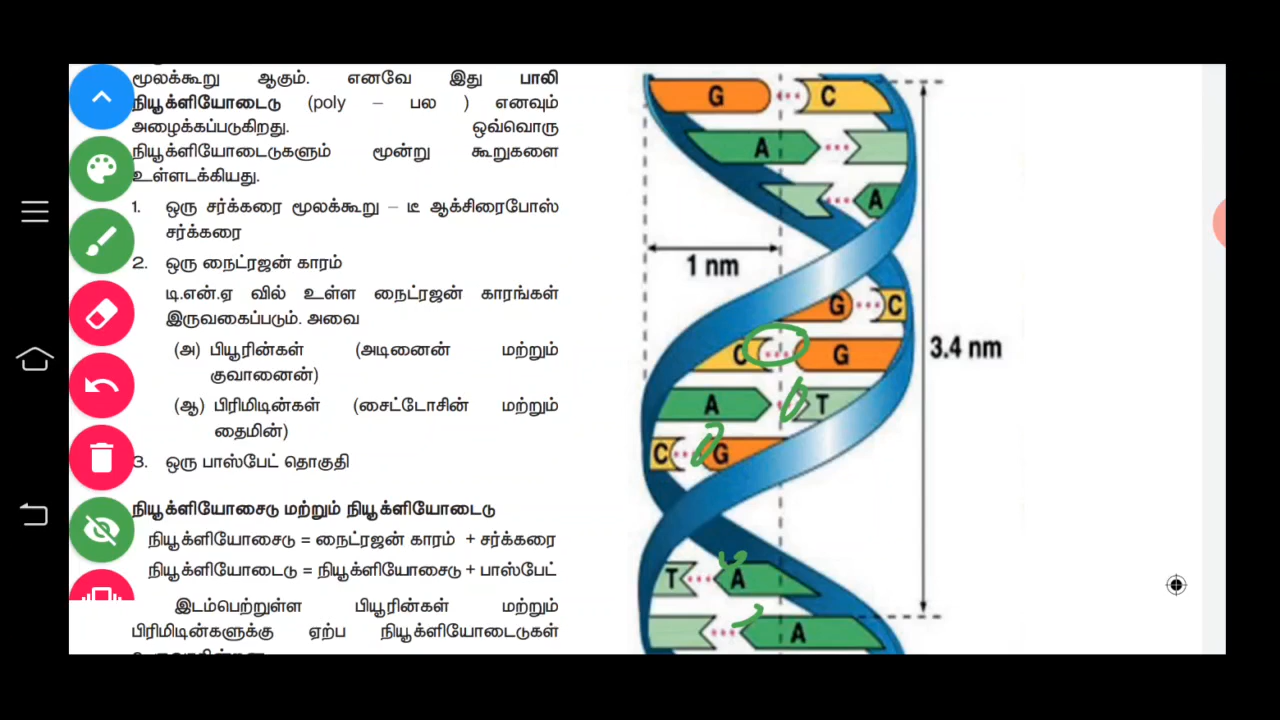 மூலக்கூறு ஆகும். எனவே இது பாலி
நியூக்ளியோடைடு (poly – பல ) எனவும்
அழைக்கப்படுகிறது. ஒவ்வொரு
நியூக்ளியோடைடுகளும் மூன்று கூறுகளை
உள்ளடக்கியது.
1. ஒரு சர்க்கரை மூலக்கூறு – டீ ஆக்சிரைபோஸ்
சர்க்கரை
2. ஒரு நைட்ரஜன் காரம்
டி.என்.ஏ வில் உள்ள நைட்ரஜன் காரங்கள்
இருவகைப்படும். அவை
(அ) பியூரின்கள் (அடினைன் மற்றும்
குவானைன்)
(ஆ) பிரிமிடின்கள் (சைட்டோசின் மற்றும்
தைமின்)
3. ஒரு பாஸ்பேட் தொகுதி
நியூக்ளியோசைடு மற்றும் நியூக்ளியோடைடு
நியூக்ளியோசைடு = நைட்ரஜன் காரம் + சர்க்கரை
நியூக்ளியோடைடு = நியூக்ளியோசைடு + பாஸ்பேட்
இடம்பெற்றுள்ள பியூரின்கள் மற்றும்
பிரிமிடின்களுக்கு ஏற்ப நியூக்ளியோடைடுகள்
G C
A
A
1 nm
G C
C G
3.4 nm
A T
C G
T A
A